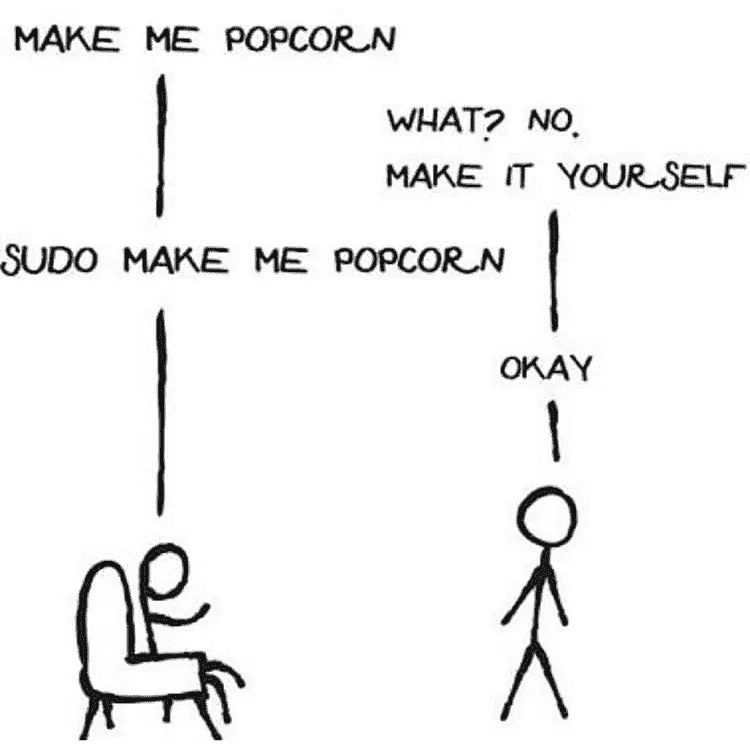 MAKE ME POPCORN
WHAT? NO.
MAKE IT YOURSELF
SUDO MAKE ME POPCORN
OKAY